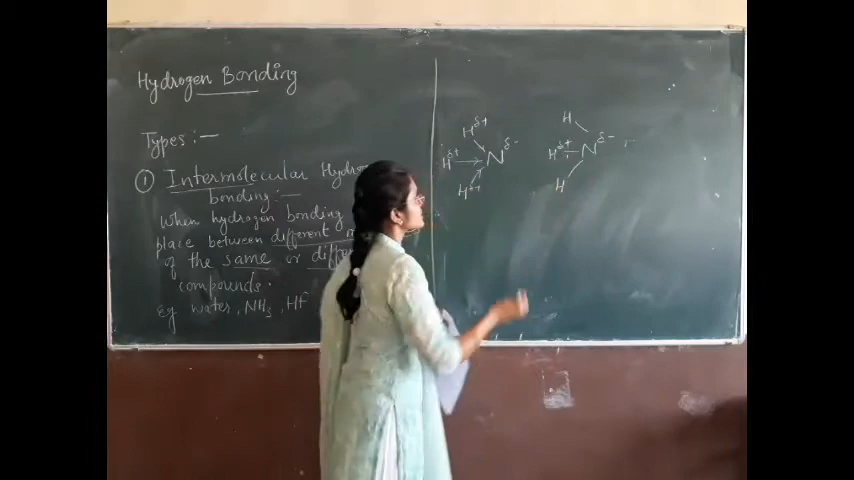 Hydrogen Bonding
Types :—
① Intermolecular Hydro
bonding :—
When hydrogen bonding
place between different
of the same or diff
compounds.
eg water, NH3, HF
Hδ+
Hδ+ → Nδ-
Hδ+
H
Hδ+ — Nδ-
H